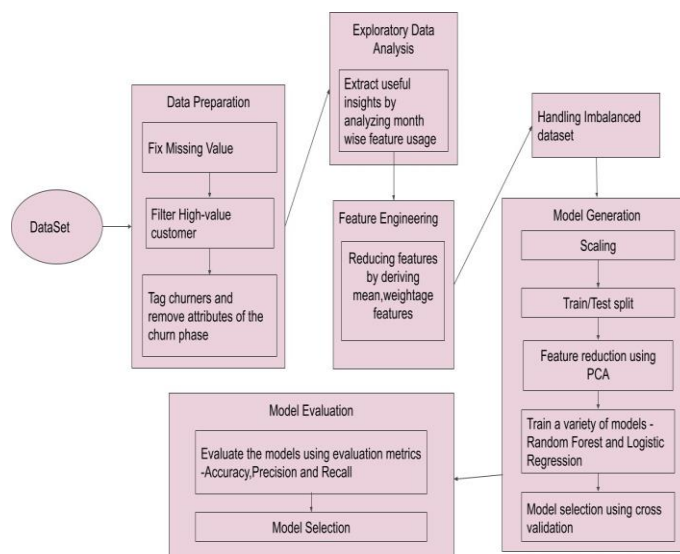 DataSet
Data Preparation
Fix Missing Value
Filter High-value
customer
Tag churners and
remove attributes of the
churn phase
Exploratory Data
Analysis
Extract useful
insights by
analyzing month
wise feature usage
Feature Engineering
Reducing features
by deriving
mean,weightage
features
Handling Imbalanced
dataset
Model Generation
Scaling
Train/Test split
Feature reduction using
PCA
Train a variety of models -
Random Forest and Logistic
Regression
Model selection using cross
validation
Model Evaluation
Evaluate the models using evaluation metrics
-Accuracy,Precision and Recall
Model Selection